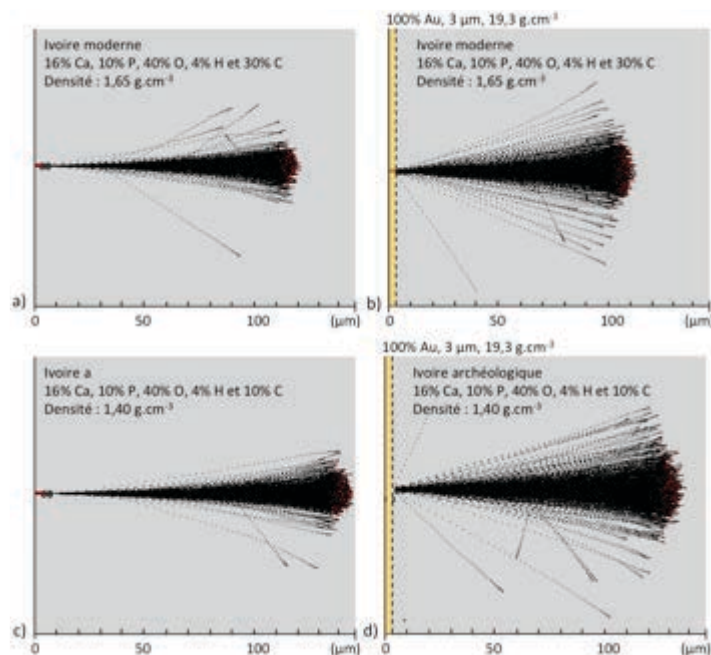 Ivoire moderne
16% Ca, 10% P, 40% O, 4% H et 30% C
Densité : 1,65 g.cm⁻³
a)
0 50 100 (µm)
100% Au, 3 µm, 19,3 g.cm⁻³
Ivoire moderne
16% Ca, 10% P, 40% O, 4% H et 30% C
Densité : 1,65 g.cm⁻³
b)
0 50 100 (µm)
Ivoire a
16% Ca, 10% P, 40% O, 4% H et 10% C
Densité : 1,40 g.cm⁻³
c)
0 50 100 (µm)
100% Au, 3 µm, 19,3 g.cm⁻³
Ivoire archéologique
16% Ca, 10% P, 40% O, 4% H et 10% C
Densité : 1,40 g.cm⁻³
d)
0 50 100 (µm)